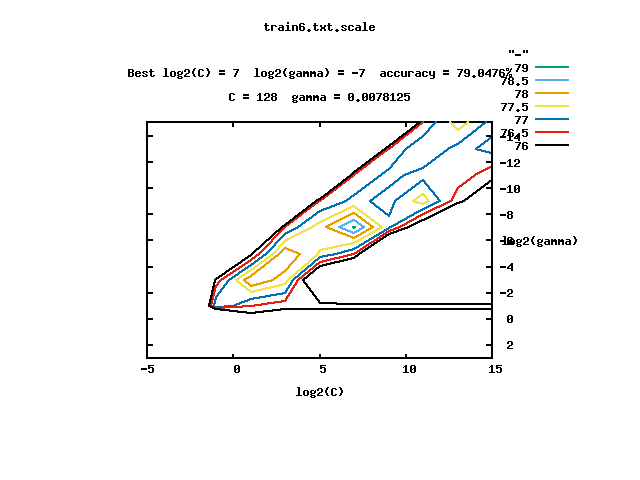 train6.txt.scale
"-"
Best log2(C) = 7 log2(gamma) = -7 accuracy = 79.0476%
C = 128 gamma = 0.0078125
79
78.5
78
77.5
77
76.5
76
-14
-12
-10
-8
-6
log2(gamma)
-4
-2
0
2
-5 0 5 10 15
log2(C)